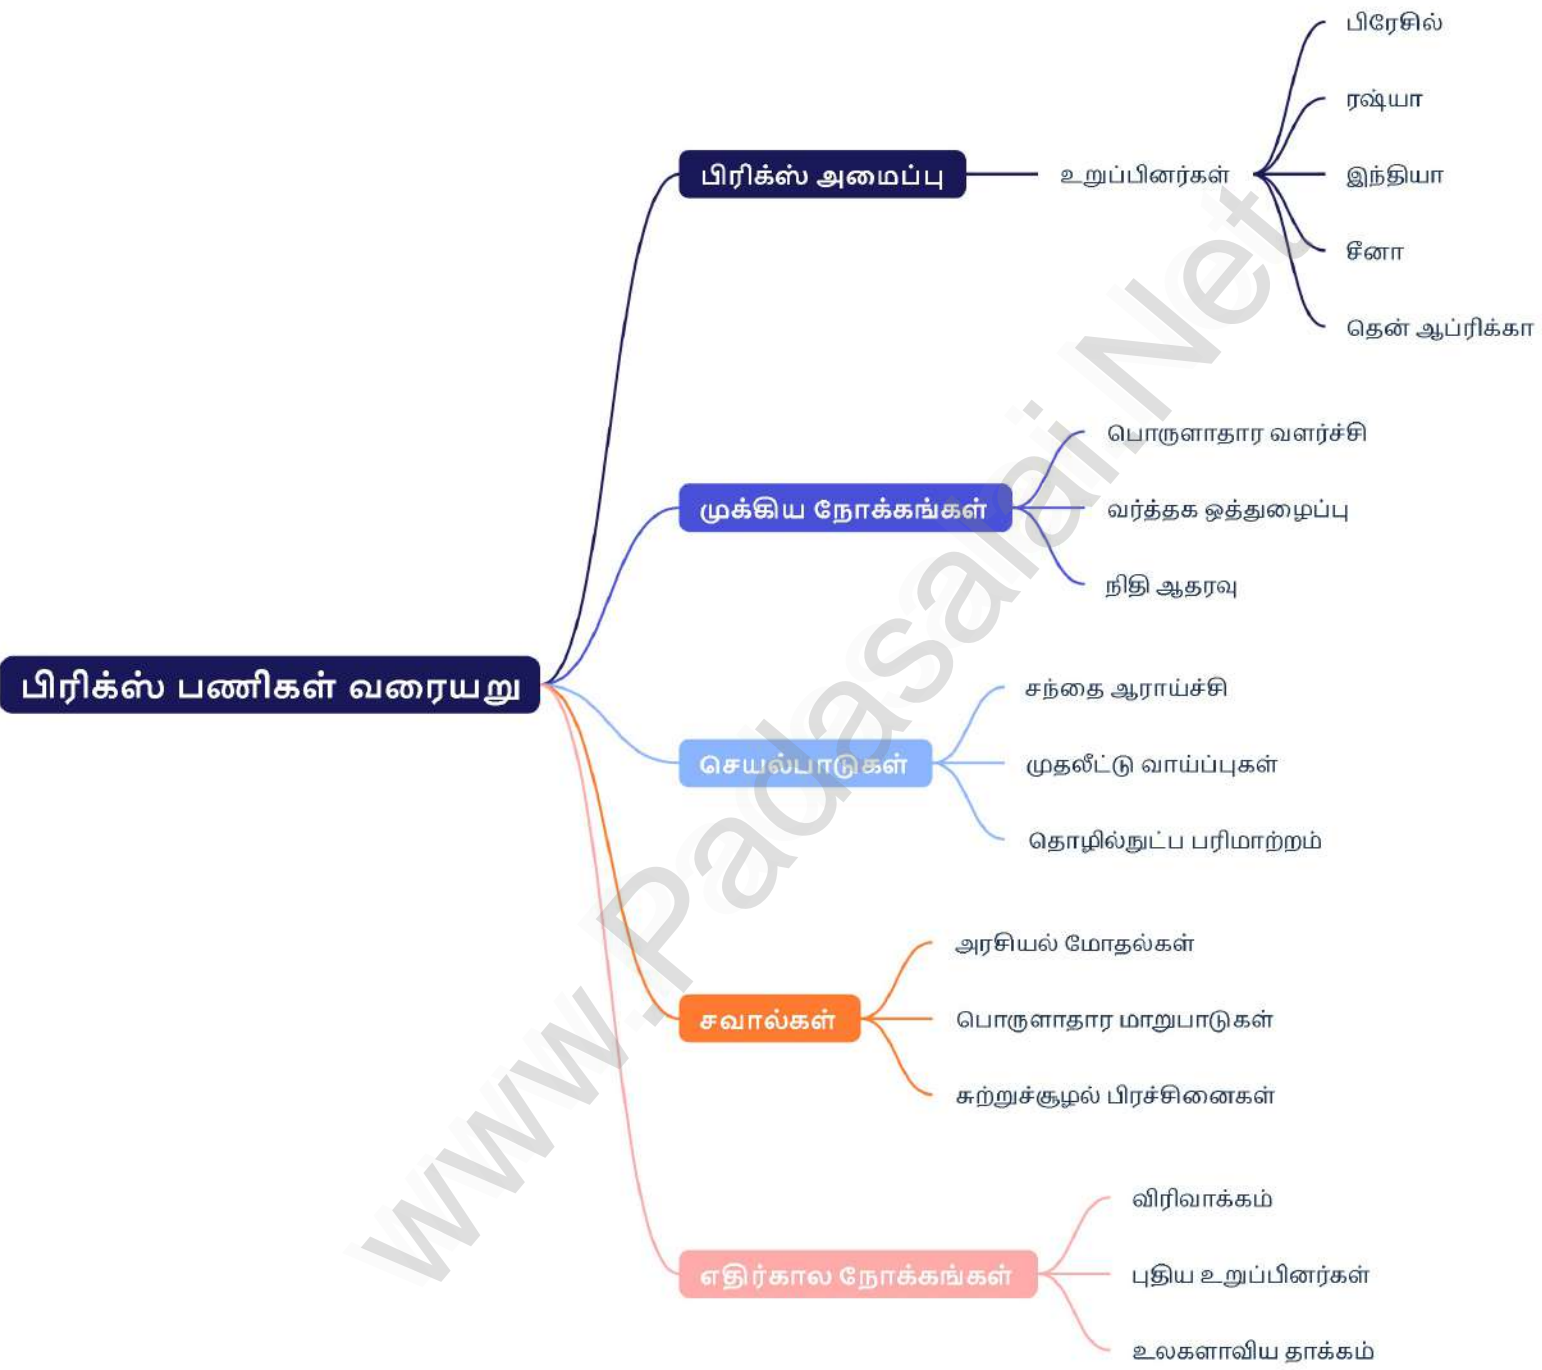 பிரிக்ஸ் பணிகள் வரையறு
பிரிக்ஸ் அமைப்பு
உறுப்பினர்கள்
பிரேசில்
ரஷ்யா
இந்தியா
சீனா
தென் ஆப்ரிக்கா
முக்கிய நோக்கங்கள்
பொருளாதார வளர்ச்சி
வர்த்தக ஒத்துழைப்பு
நிதி ஆதரவு
செயல்பாடுகள்
சந்தை ஆராய்ச்சி
முதலீட்டு வாய்ப்புகள்
தொழில்நுட்ப பரிமாற்றம்
சவால்கள்
அரசியல் மோதல்கள்
பொருளாதார மாறுபாடுகள்
சுற்றுச்சூழல் பிரச்சினைகள்
எதிர்கால நோக்கங்கள்
விரிவாக்கம்
புதிய உறுப்பினர்கள்
உலகளாவிய தாக்கம்
www.Padasalai.Net